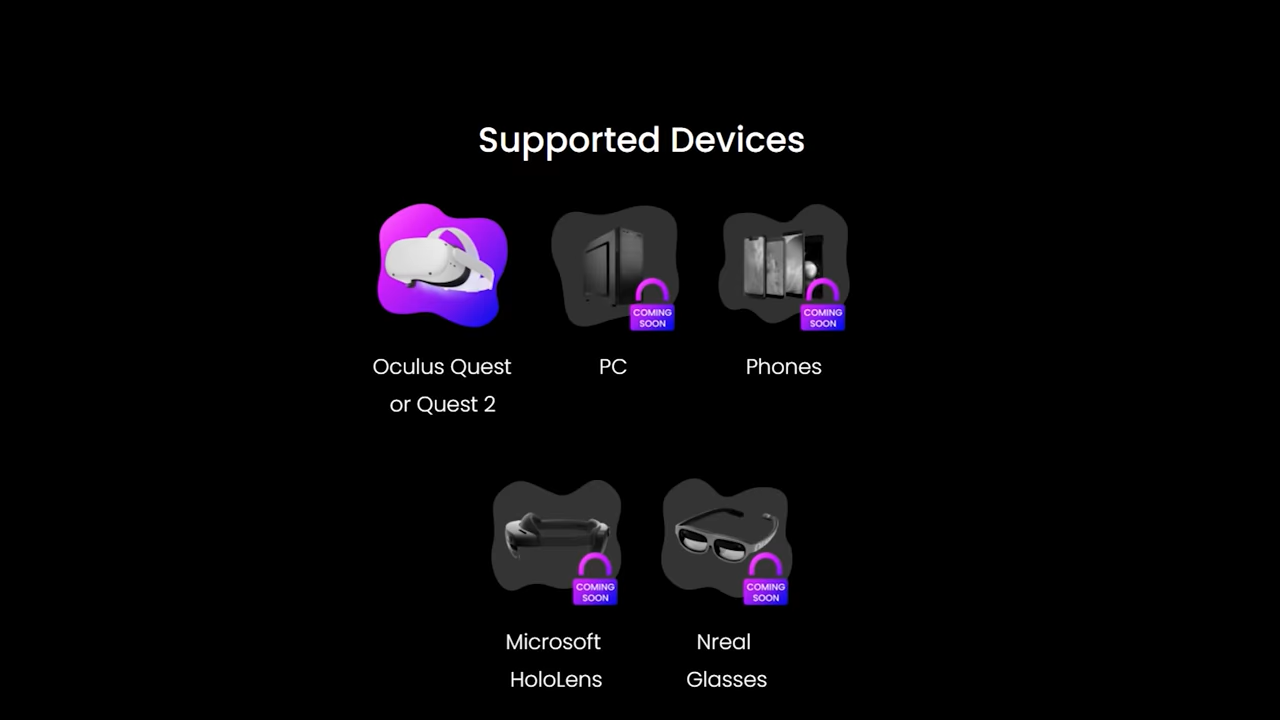 Supported Devices
COMING
SOON
COMING
SOON
Oculus Quest
or Quest 2
PC
Phones
COMING
SOON
COMING
SOON
Microsoft
HoloLens
Nreal
Glasses